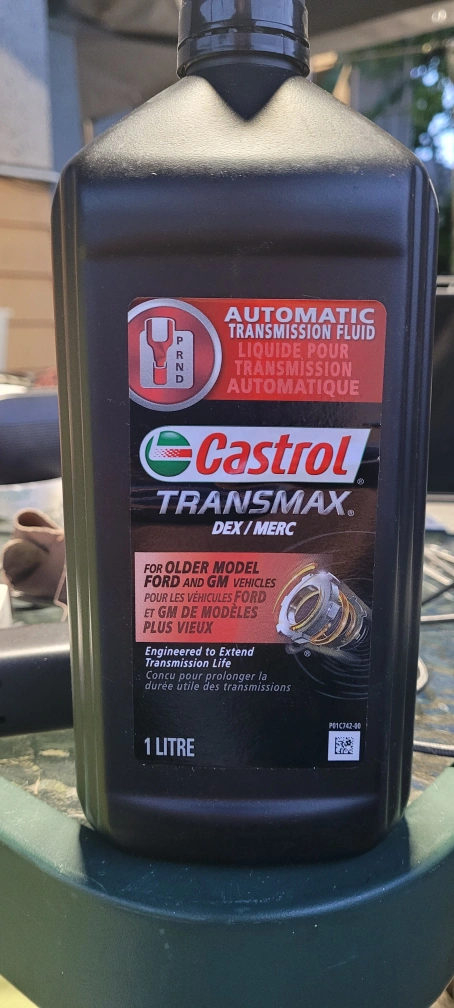 AUTOMATIC
TRANSMISSION FLUID
LIQUIDE POUR
TRANSMISSION
AUTOMATIQUE
P
R
N
D
Castrol®
TRANSMAX®
DEX / MERC
FOR OLDER MODEL
FORD AND GM VEHICLES
POUR LES VÉHICULES FORD
ET GM DE MODÈLES
PLUS VIEUX
®
Engineered to Extend
Transmission Life
Concu pour prolonger la
durée utile des transmissions
P01C742-00
1 LITRE